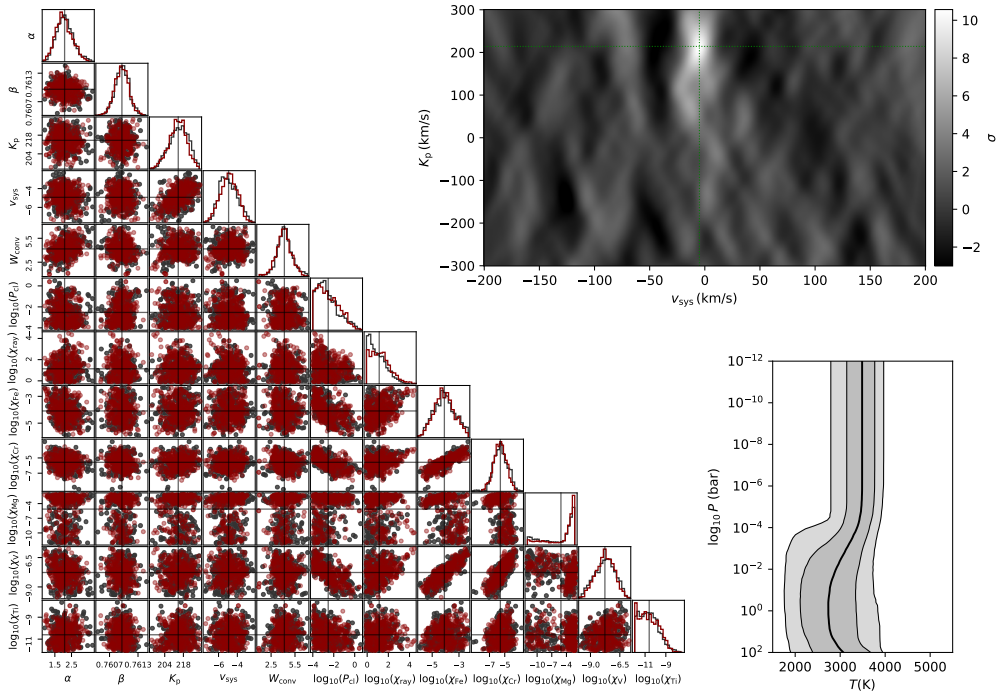 α
β
0.7607 0.7613
K_p
204 218
v_sys
−6 −4
W_conv
2.5 5.5
log₁₀(P_cl)
−4 −2 0
log₁₀(χ_ray)
0 2 4
log₁₀(χ_Fe)
−5 −3
log₁₀(χ_Cr)
−7 −5
log₁₀(χ_Mg)
−10 −7 −4
log₁₀(χ_V)
−9.0 −6.5
log₁₀(χ_Ti)
−11 −9
1.5 2.5
0.7607 0.7613
204 218
−6 −4
2.5 5.5
−4 −2 0
0 2 4
−5 −3
−7 −5
−10 −7 −4
−9.0 −6.5
−11 −9
α
β
K_p
v_sys
W_conv
log₁₀(P_cl)
log₁₀(χ_ray)
log₁₀(χ_Fe)
log₁₀(χ_Cr)
log₁₀(χ_Mg)
log₁₀(χ_V)
log₁₀(χ_Ti)
300
200
100
0
−100
−200
−300
K_p (km/s)
−200 −150 −100 −50 0 50 100 150 200
v_sys (km/s)
10
8
6
4
2
0
−2
σ
10⁻¹²
10⁻¹⁰
10⁻⁸
10⁻⁶
10⁻⁴
10⁻²
10⁰
10²
log₁₀ P (bar)
2000 3000 4000 5000
T(K)